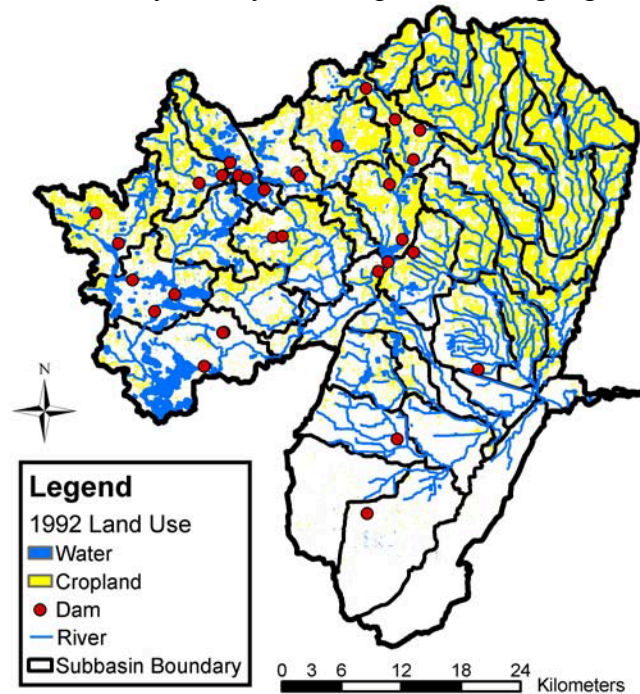 N
Legend
1992 Land Use
Water
Cropland
Dam
River
Subbasin Boundary
0 3 6 12 18 24
Kilometers